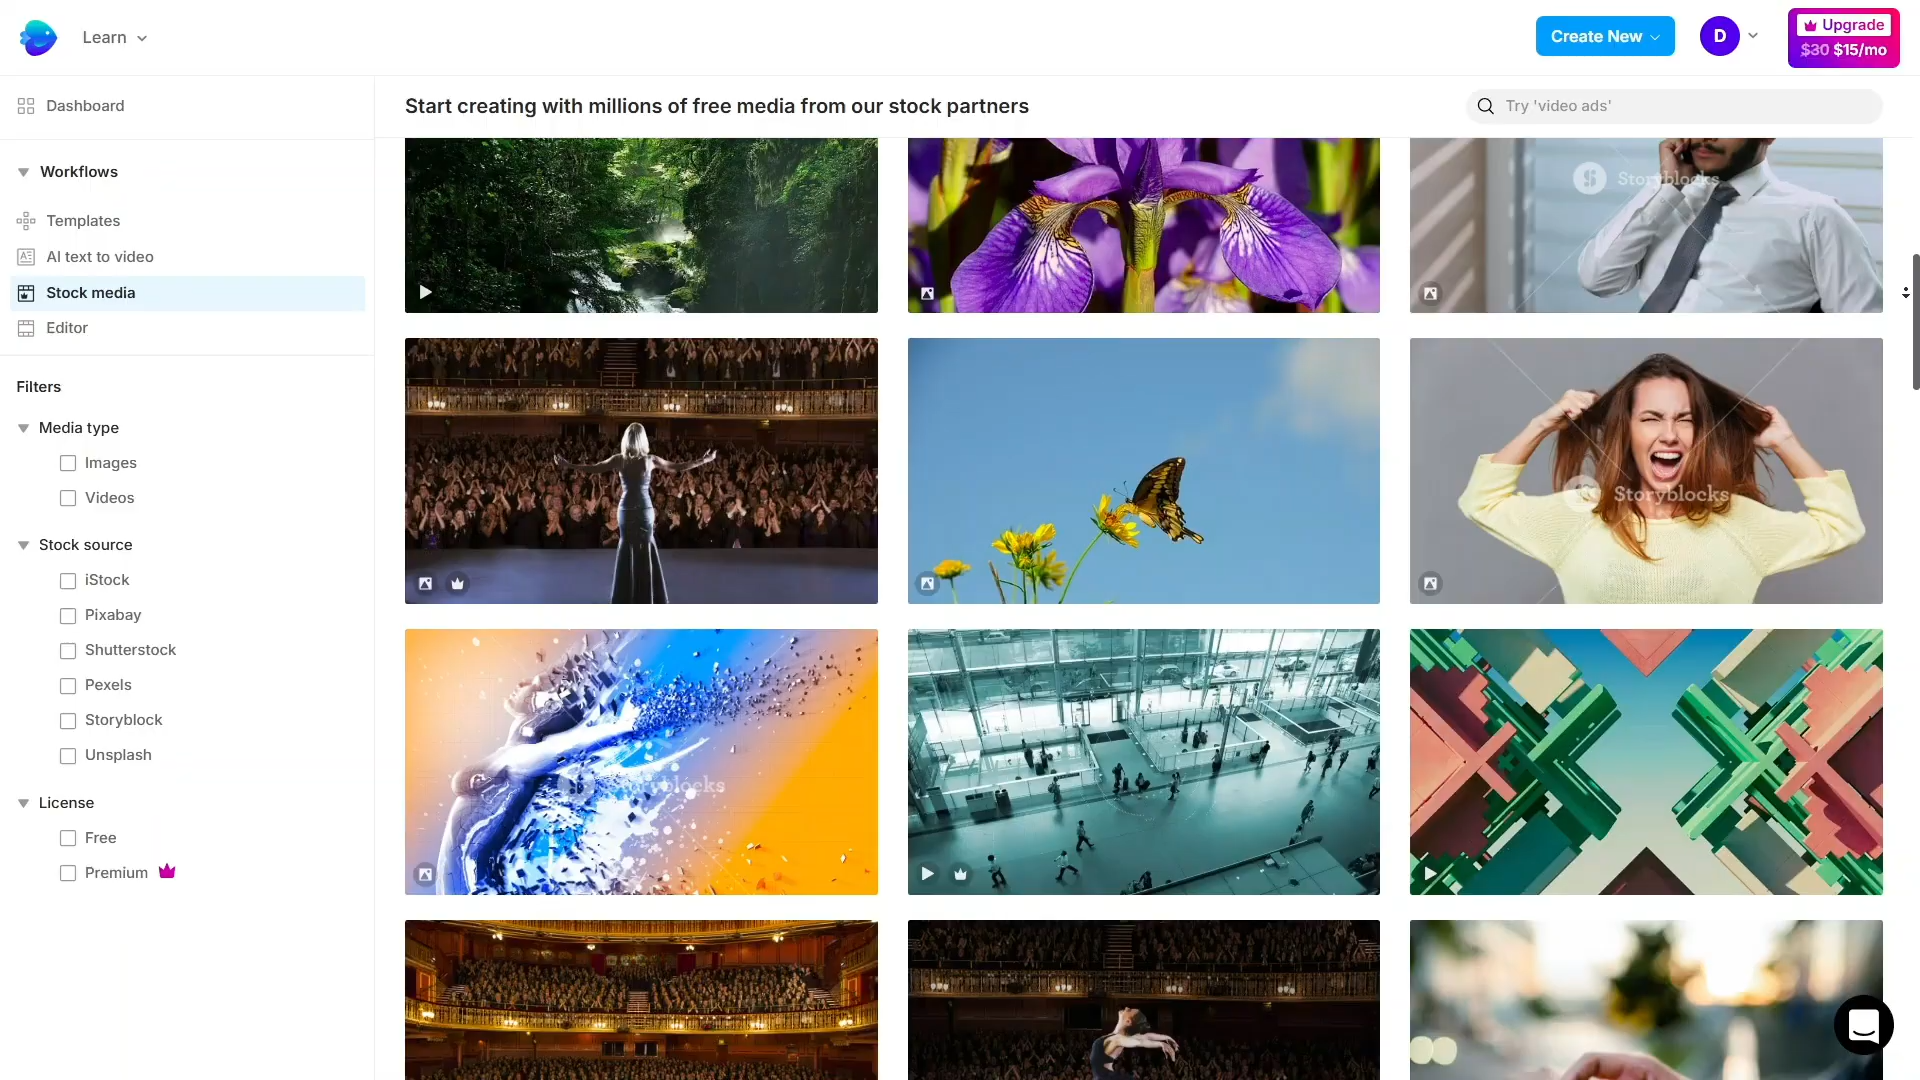 Learn
Create New
D
Upgrade
$30 $15/mo
Dashboard
Start creating with millions of free media from our stock partners
Try 'video ads'
Workflows
Templates
AI text to video
Stock media
Editor
Filters
Media type
Images
Videos
Stock source
iStock
Pixabay
Shutterstock
Pexels
Storyblock
Unsplash
License
Free
Premium
Storyblocks
Storyblocks
Storyblocks